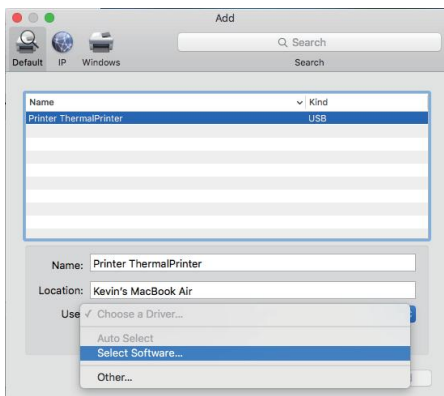 Add
Search
Default IP Windows Search
Name Kind
Printer ThermalPrinter USB
Name: Printer ThermalPrinter
Location: Kevin's MacBook Air
Use ✓ Choose a Driver...
Auto Select
Select Software...
Other...